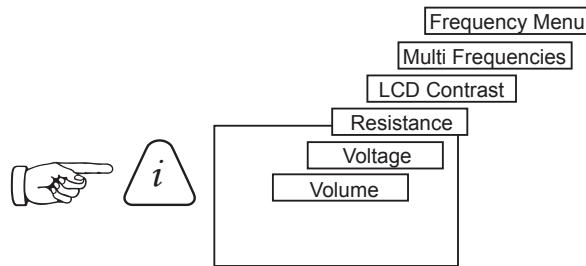 Frequency Menu
Multi Frequencies
LCD Contrast
Resistance
Voltage
i
Volume